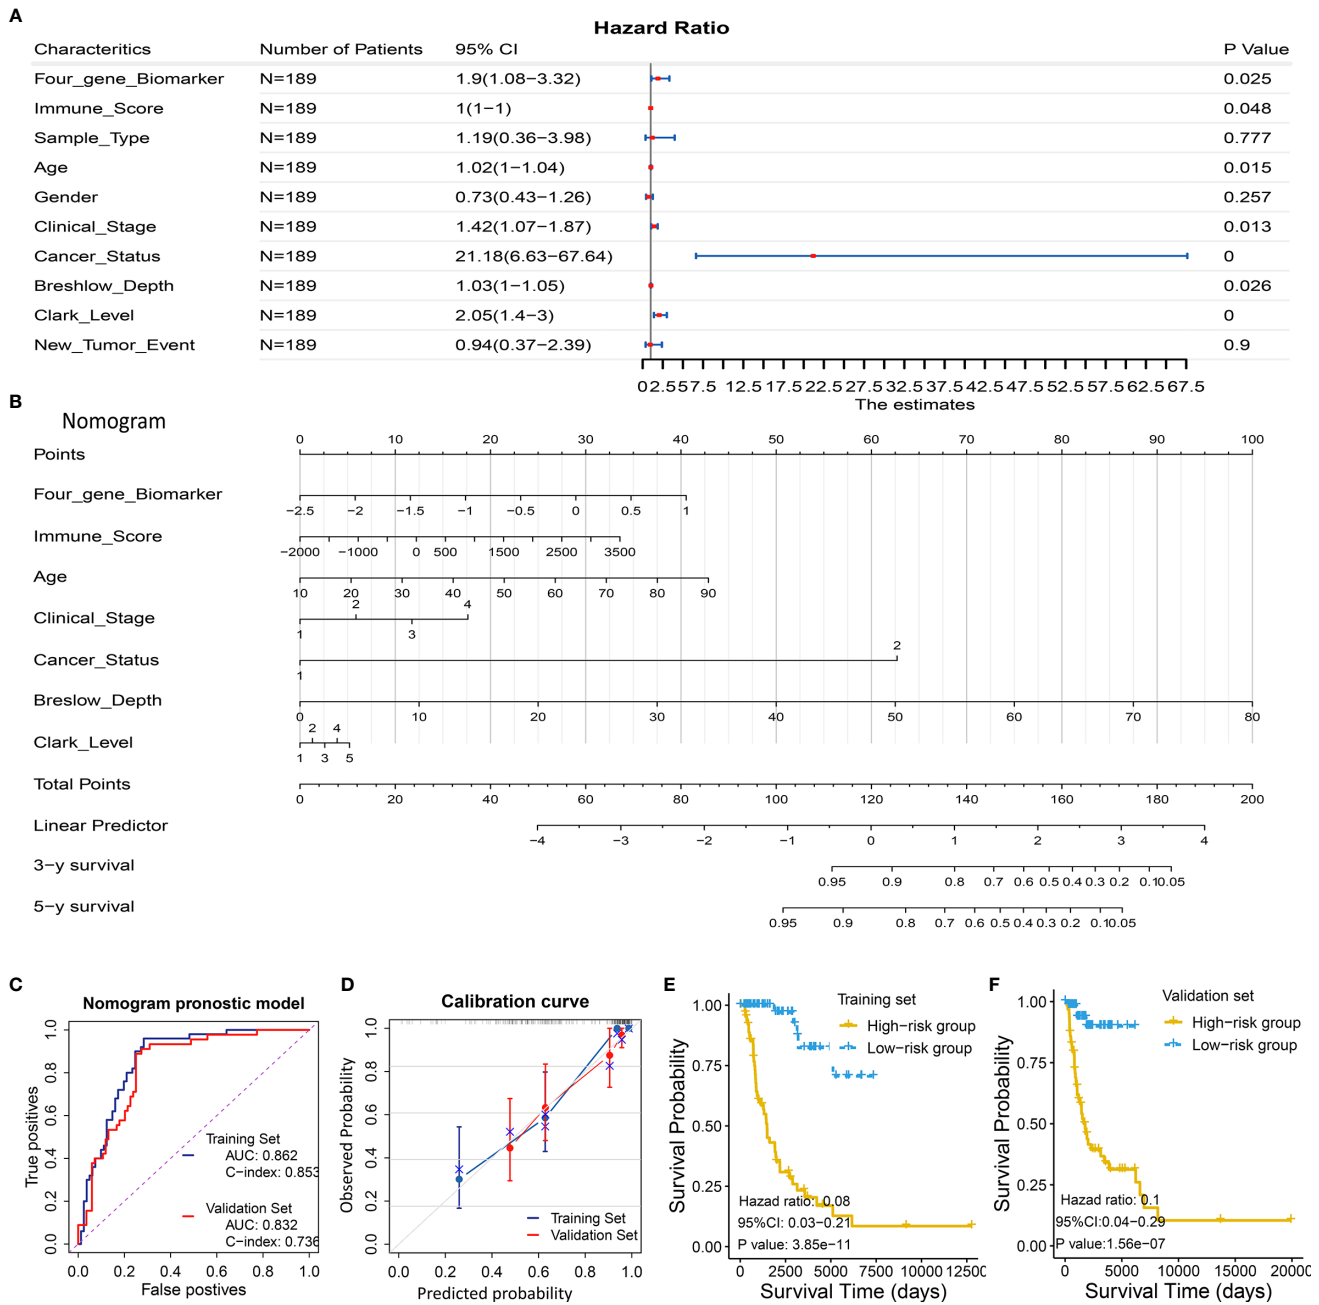 A
Hazard Ratio
Characteritics Number of Patients 95% CI P Value
Four_gene_Biomarker N=189 1.9(1.08−3.32) 0.025
Immune_Score N=189 1(1−1) 0.048
Sample_Type N=189 1.19(0.36−3.98) 0.777
Age N=189 1.02(1−1.04) 0.015
Gender N=189 0.73(0.43−1.26) 0.257
Clinical_Stage N=189 1.42(1.07−1.87) 0.013
Cancer_Status N=189 21.18(6.63−67.64) 0
Breshlow_Depth N=189 1.03(1−1.05) 0.026
Clark_Level N=189 2.05(1.4−3) 0
New_Tumor_Event N=189 0.94(0.37−2.39) 0.9
0 2.5 5 7.5 12.5 17.5 22.5 27.5 32.5 37.5 42.5 47.5 52.5 57.5 62.5 67.5
The estimates
B
Nomogram
0 10 20 30 40 50 60 70 80 90 100
Points
Four_gene_Biomarker
−2.5 −2 −1.5 −1 −0.5 0 0.5 1
Immune_Score
−2000 −1000 0 500 1500 2500 3500
Age
10 20 30 40 50 60 70 80 90
2 4
Clinical_Stage
1 3
2
Cancer_Status
1
Breslow_Depth
0 10 20 30 40 50 60 70 80
2 4
Clark_Level
1 3 5
Total Points
0 20 40 60 80 100 120 140 160 180 200
Linear Predictor
−4 −3 −2 −1 0 1 2 3 4
3−y survival
0.95 0.9 0.8 0.7 0.6 0.5 0.4 0.3 0.2 0.1 0.05
5−y survival
0.95 0.9 0.8 0.7 0.6 0.5 0.4 0.3 0.2 0.1 0.05
C
Nomogram pronostic model
True positives
1.0
0.8
0.6
0.4
0.2
0.0
Training Set
AUC: 0.862
C-index: 0.853
Validation Set
AUC: 0.832
C-index: 0.736
0.0 0.2 0.4 0.6 0.8 1.0
False postives
D
Calibration curve
Observed Probability
1.0
0.8
0.6
0.4
0.2
0.0
Training Set
Validation Set
0.0 0.2 0.4 0.6 0.8 1.0
Predicted probability
E
Survival Probability
1.00
0.75
0.50
0.25
0.00
Training set
High−risk group
Low−risk group
Hazad ratio: 0.08
95%CI: 0.03−0.21
P value: 3.85e−11
0 2500 5000 7500 10000 1250
Survival Time (days)
F
Survival Probability
1.00
0.75
0.50
0.25
0.00
Validation set
High−risk group
Low−risk group
Hazad ratio: 0.1
95%CI:0.04−0.29
P value:1.56e−07
0 5000 10000 15000 2000
Survival Time (days)